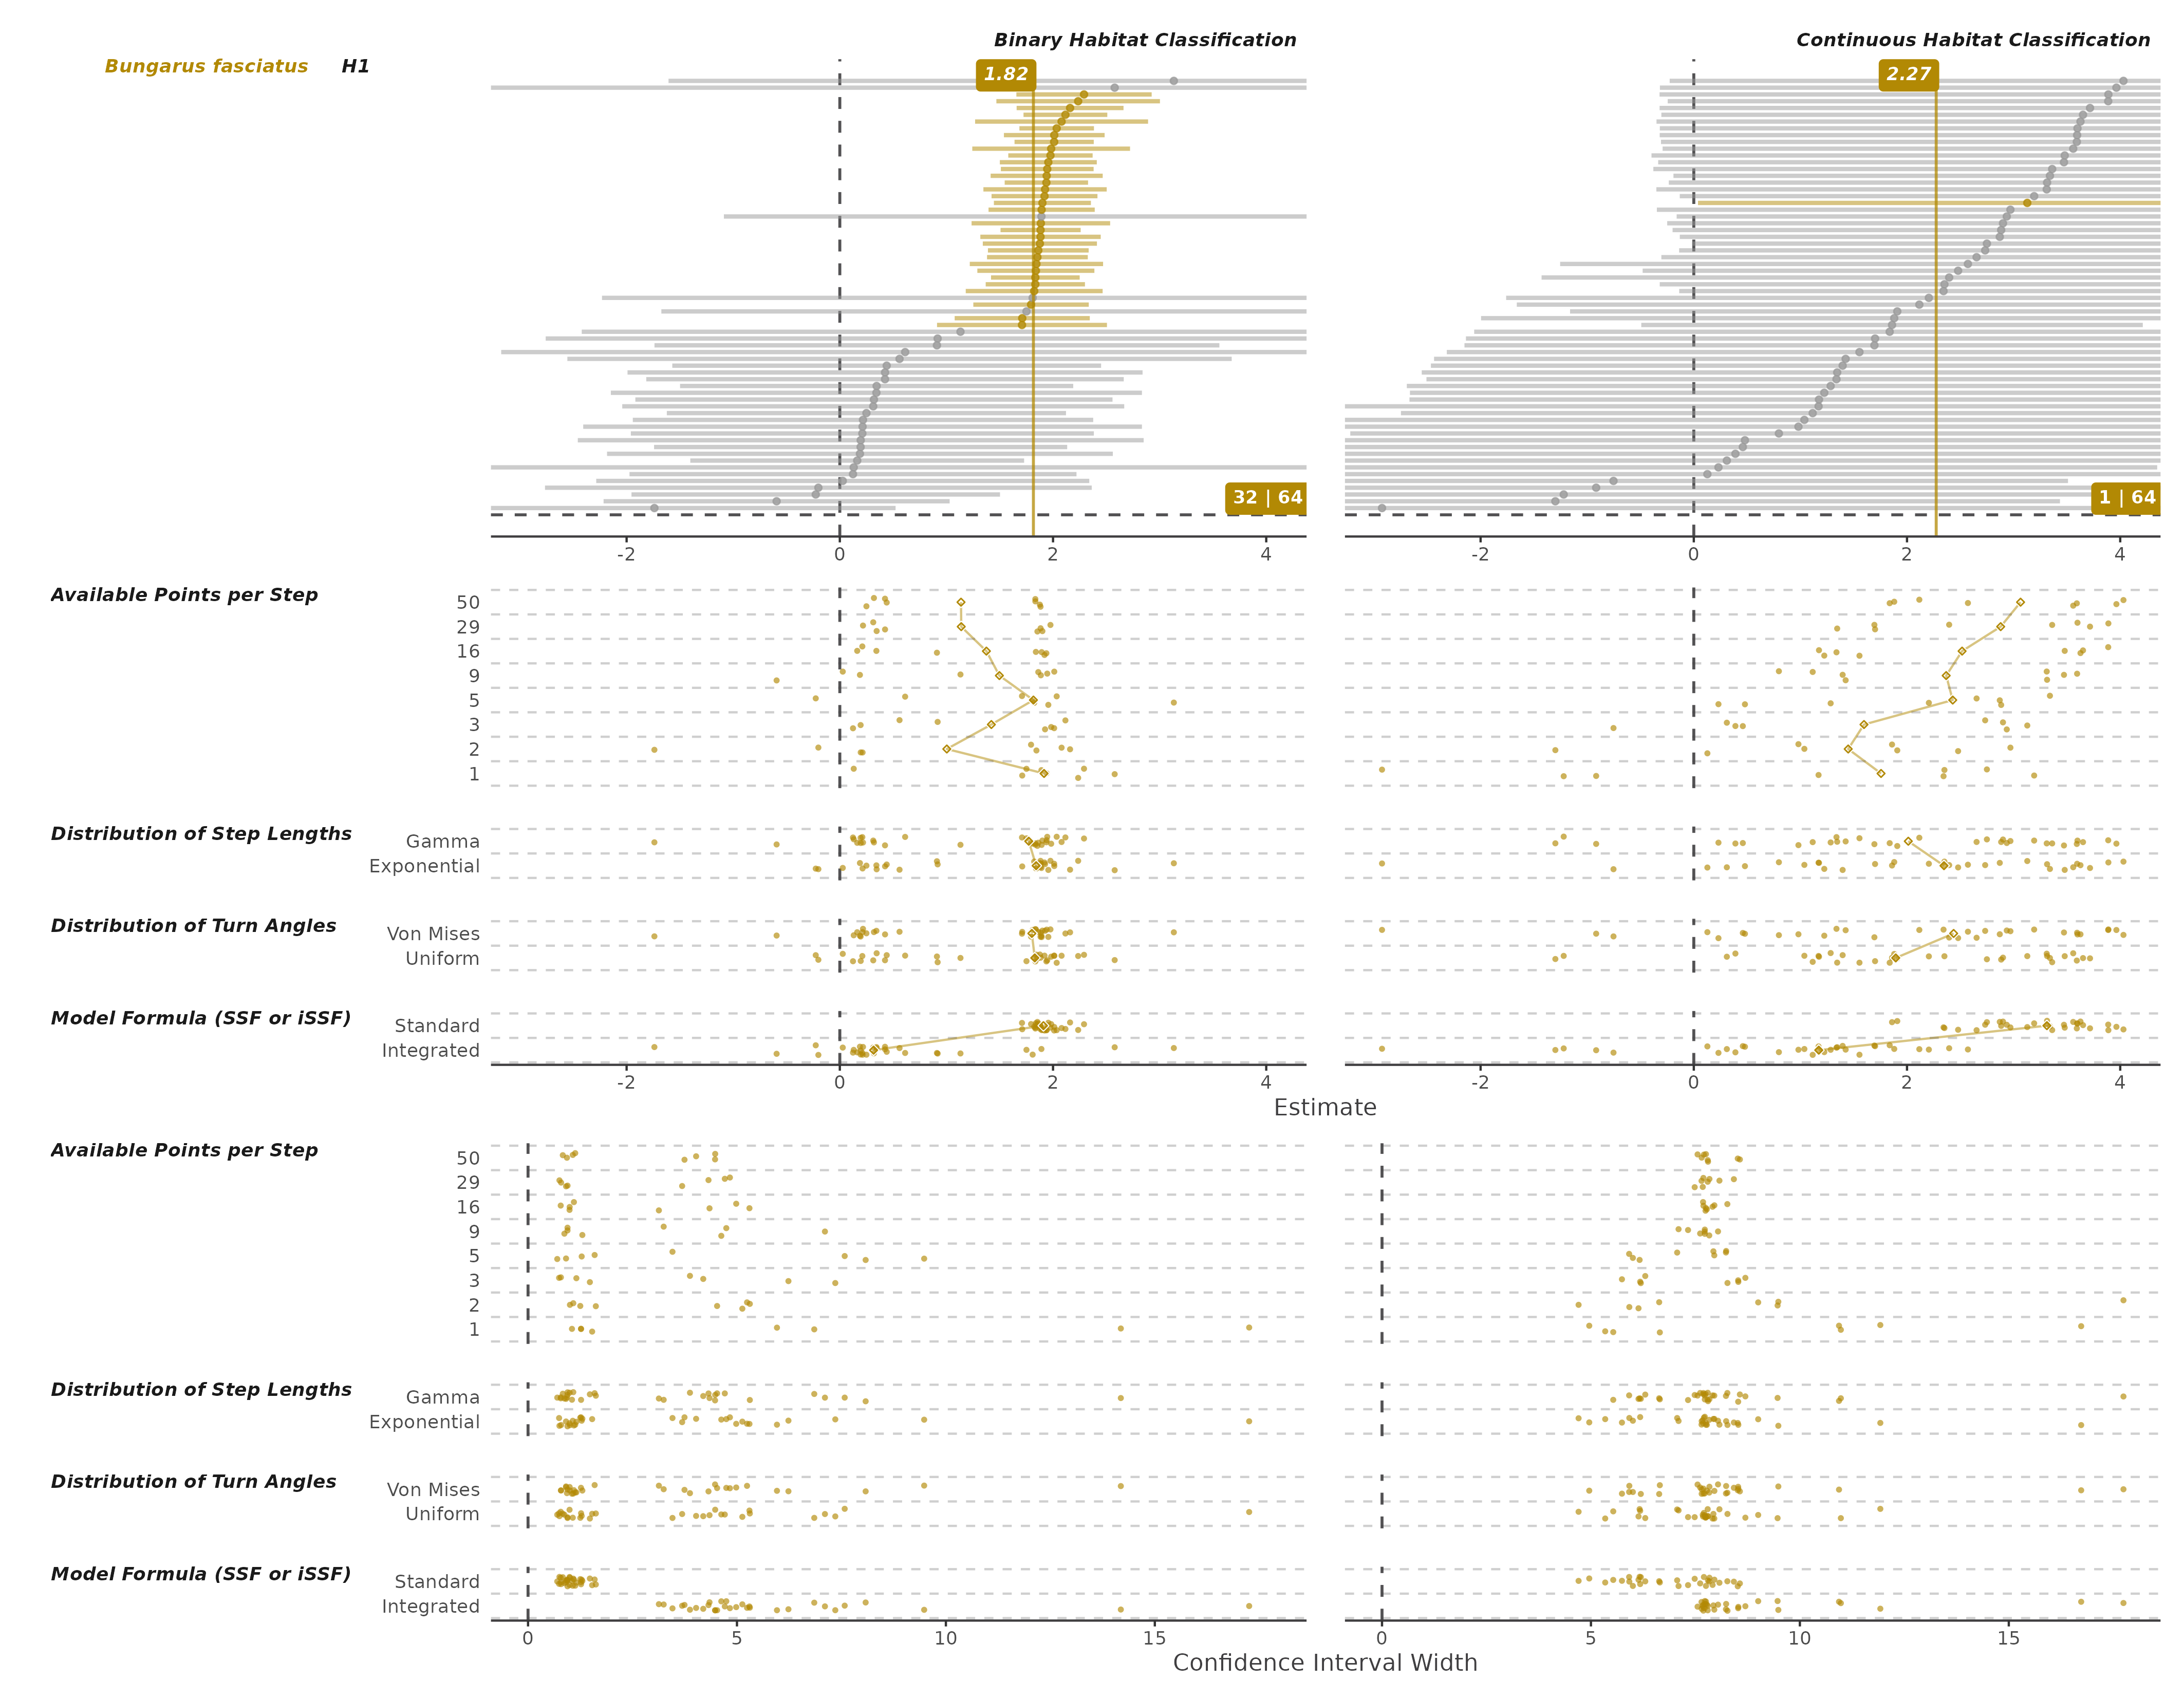 Binary Habitat Classification
Continuous Habitat Classification
Bungarus fasciatus H1
1.82
2.27
32 | 64
1 | 64
-2 0 2 4
-2 0 2 4
Available Points per Step
50
29
16
9
5
3
2
1
Distribution of Step Lengths
Gamma
Exponential
Distribution of Turn Angles
Von Mises
Uniform
Model Formula (SSF or iSSF)
Standard
Integrated
-2 0 2 4
-2 0 2 4
Estimate
Available Points per Step
50
29
16
9
5
3
2
1
Distribution of Step Lengths
Gamma
Exponential
Distribution of Turn Angles
Von Mises
Uniform
Model Formula (SSF or iSSF)
Standard
Integrated
0 5 10 15
0 5 10 15
Confidence Interval Width